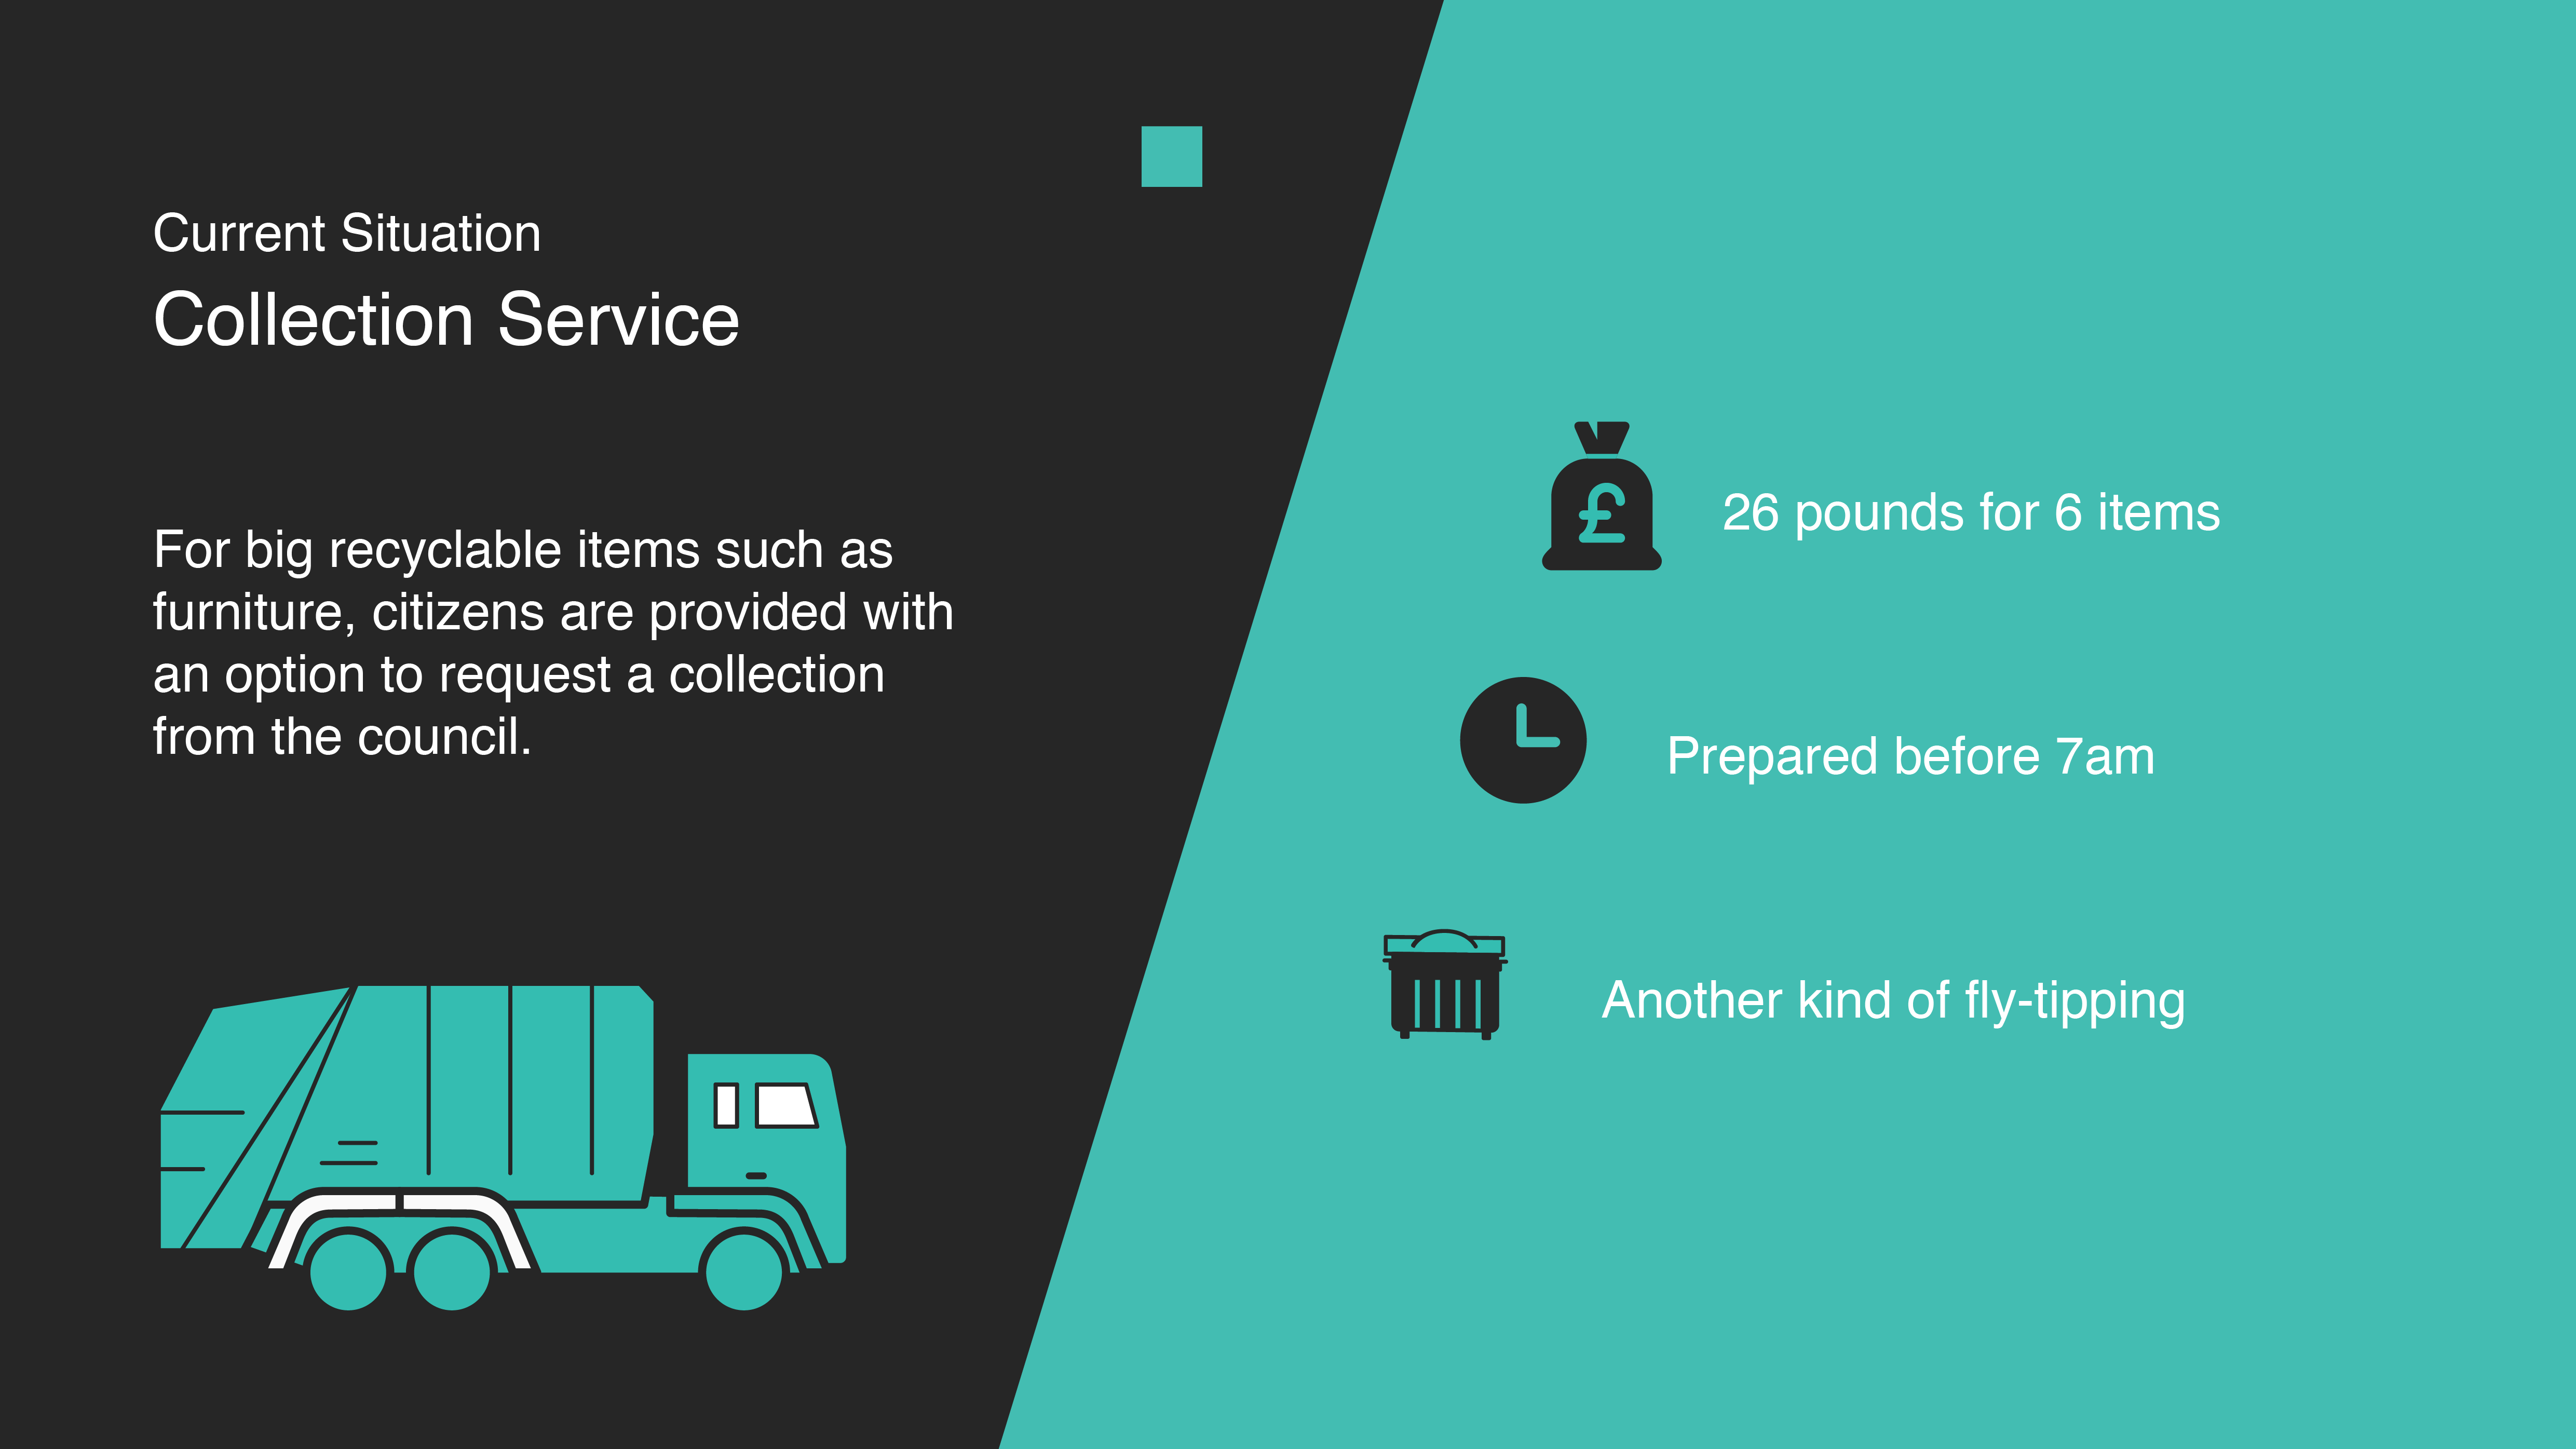 Current Situation
Collection Service
For big recyclable items such as
furniture, citizens are provided with
an option to request a collection
from the council.
£
26 pounds for 6 items
Prepared before 7am
Another kind of fly-tipping